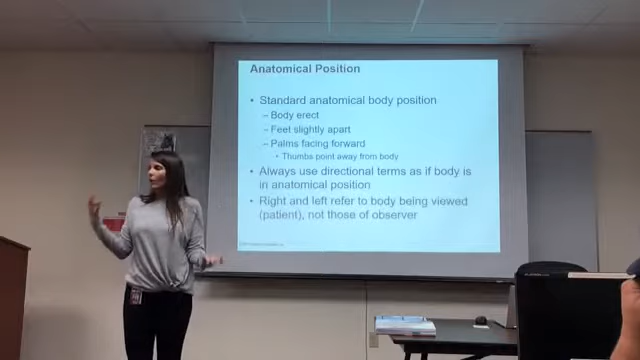 Anatomical Position
• Standard anatomical body position
– Body erect
– Feet slightly apart
– Palms facing forward
• Thumbs point away from body
• Always use directional terms as if body is
in anatomical position
• Right and left refer to body being viewed
(patient), not those of observer